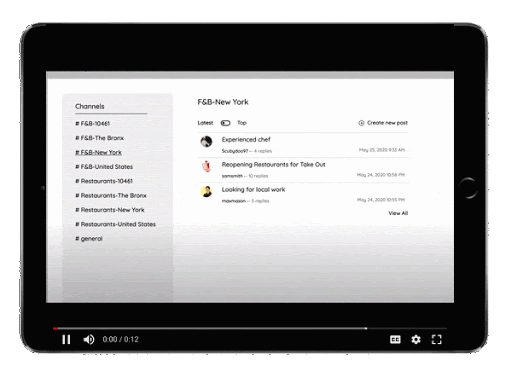 Channels
# F&B-10461
# F&B-The Bronx
# F&B-New York
# F&B-United States
# Restaurants-10461
# Restaurants-The Bronx
# Restaurants-New York
# Restaurants-United States
# general
F&B-New York
Latest Top
Create new post
Experienced chef
Scubydoo97 — 4 replies
May 25, 2020 9:33 AM
Reopening Restaurants for Take Out
samsmith — 10 replies
May 24, 2020 10:58 PM
Looking for local work
maxmason —
replies
May 24, 2020 10:55 PM
View All
0:00 / 0:12
CC